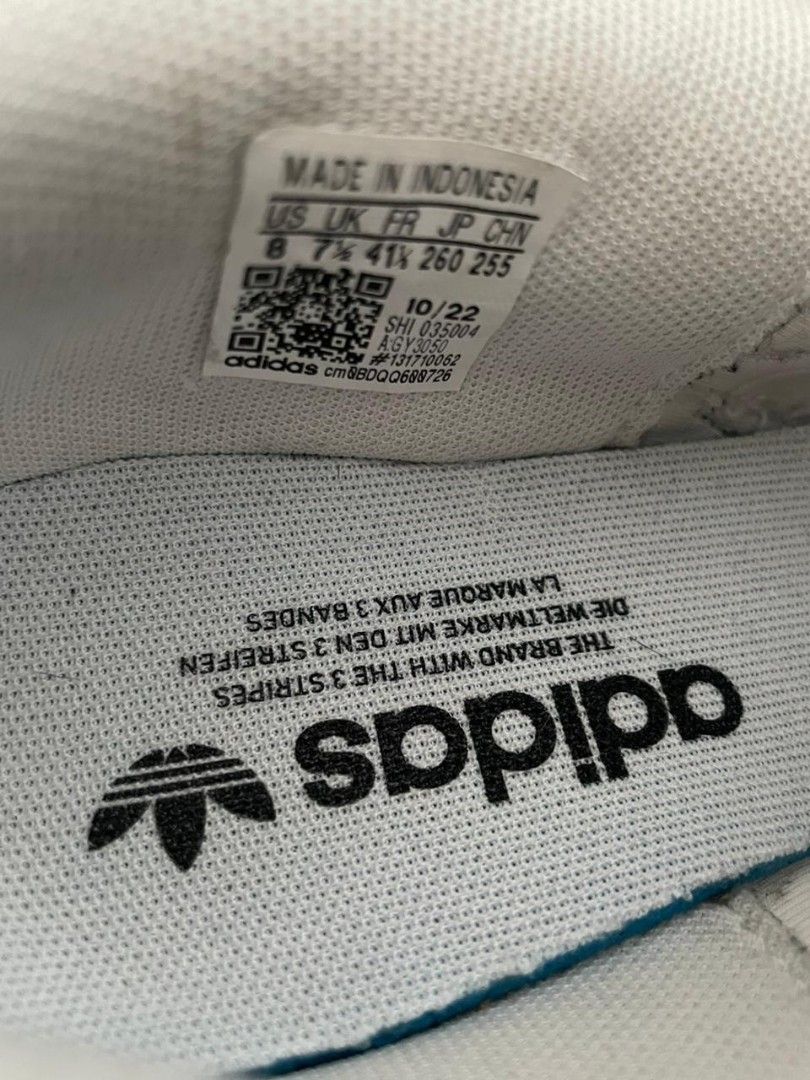 MADE IN INDONESIA
US UK FR JP CHN
8 7½ 41⅓ 260 255
10/22
SHI 035004
A:GY3050
#131710062
adidas
adidas
THE BRAND WITH THE 3 STRIPES
DIE WELTMARKE MIT DEN 3 STREIFEN
LA MARQUE AUX 3 BANDES